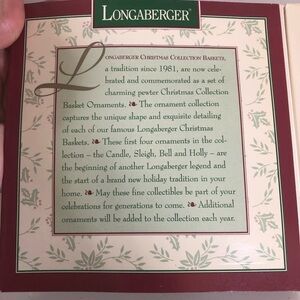 LONGABERGER®
LONGABERGER CHRISTMAS COLLECTION BASKETS,
a tradition since 1981, are now cele-
brated and commemorated as a set of
charming pewter Christmas Collection
Basket Ornaments. ❧ The ornament collection
captures the unique shape and exquisite detailing
of each of our famous Longaberger Christmas
Baskets. ❧ These first four ornaments in the col-
lection – the Candle, Sleigh, Bell and Holly – are
the beginning of another Longaberger legend and
the start of a brand new holiday tradition in your
home. ❧ May these fine collectibles be part of your
celebrations for generations to come. ❧ Additional
ornaments will be added to the collection each year.